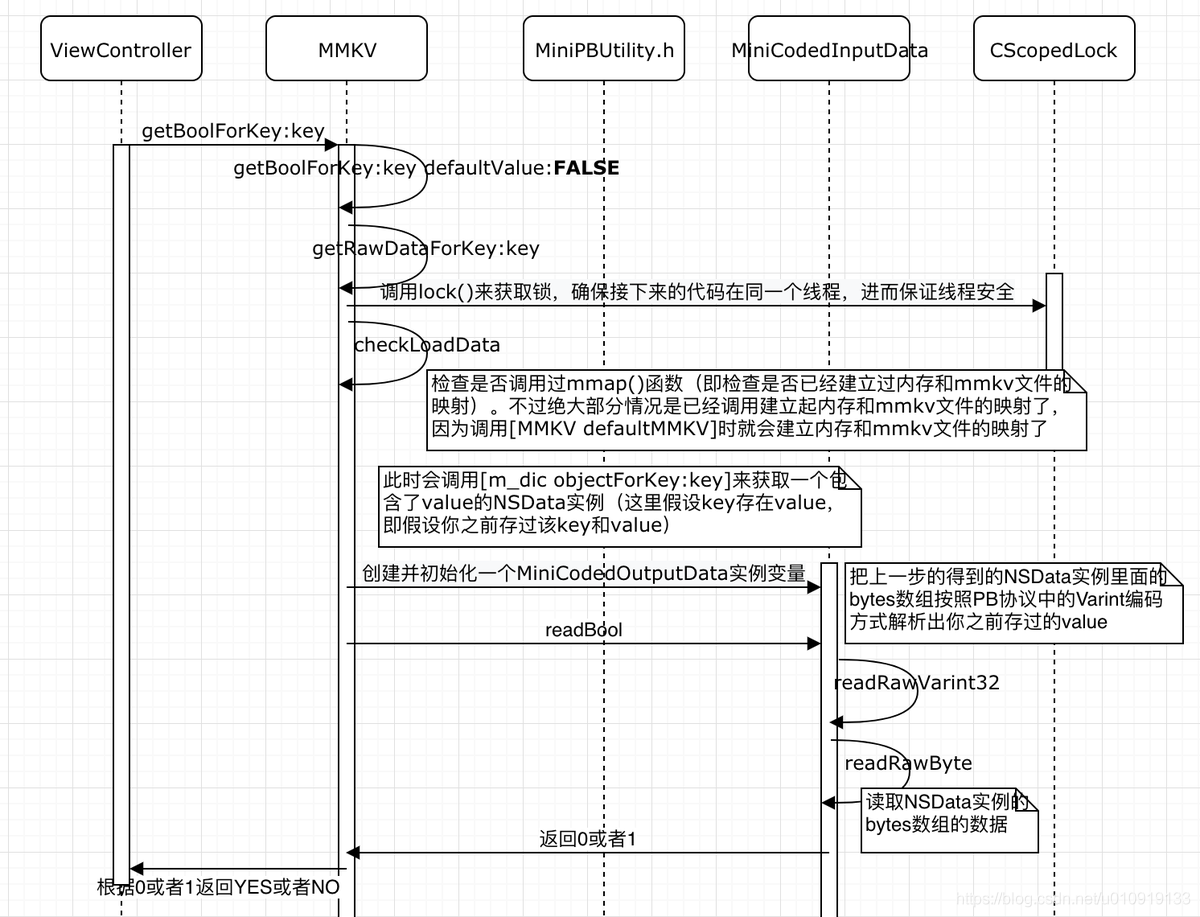 ViewController
MMKV
MiniPBUtility.h
MiniCodedInputData
CScopedLock
getBoolForKey:key
getBoolForKey:key defaultValue:FALSE
getRawDataForKey:key
调用lock()来获取锁，确保接下来的代码在同一个线程，进而保证线程安全
checkLoadData
检查是否调用过mmap()函数（即检查是否已经建立过内存和mmkv文件的
映射）。不过绝大部分情况是已经调用建立起内存和mmkv文件的映射了，
因为调用[MMKV defaultMMKV]时就会建立内存和mmkv文件的映射了
此时会调用[m_dic objectForKey:key]来获取一个包
含了value的NSData实例（这里假设key存在value，
即假设你之前存过该key和value）
创建并初始化一个MiniCodedOutputData实例变量
把上一步的得到的NSData实例里面的
bytes数组按照PB协议中的Varint编码
方式解析出你之前存过的value
readBool
readRawVarint32
readRawByte
读取NSData实例的
bytes数组的数据
返回0或者1
根据0或者1返回YES或者NO
https://blog.csdn.net/u010919133